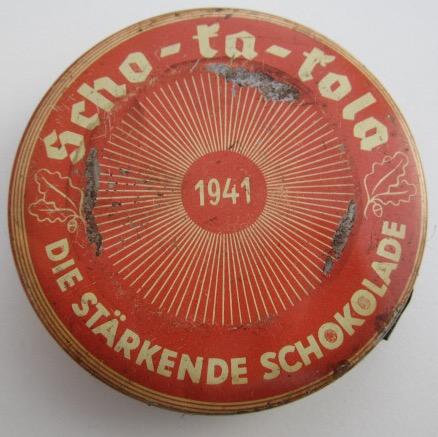 Scho-ka-kola
1941
DIE STÄRKENDE SCHOKOLADE